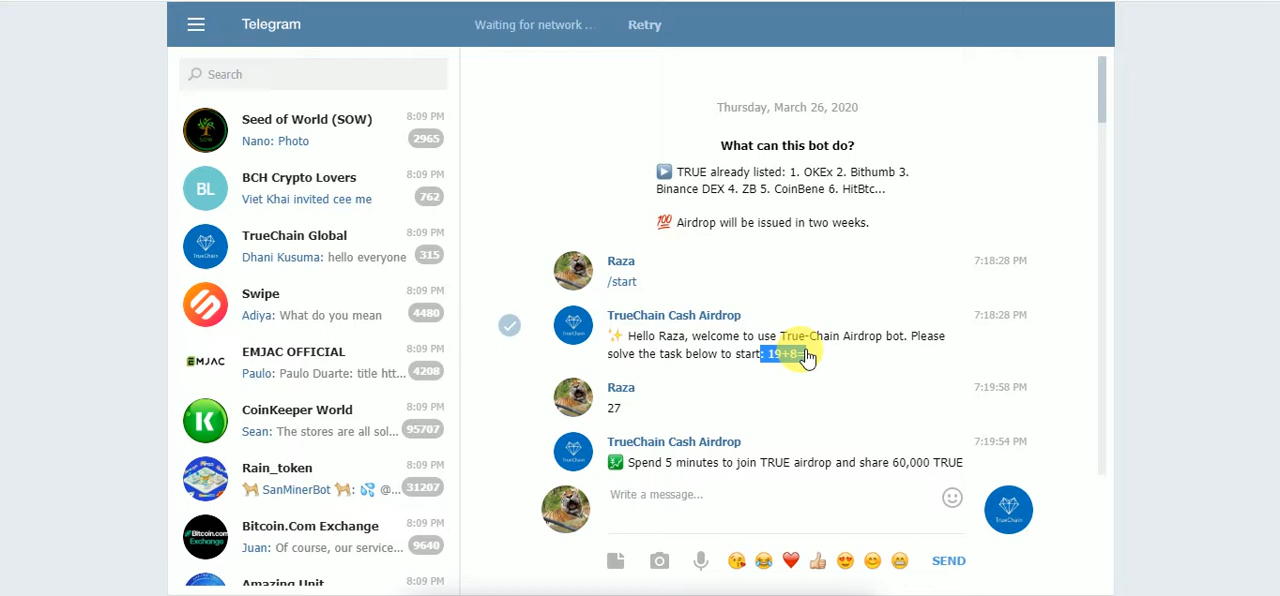 Telegram
Waiting for network ...
Retry
Search
Seed of World (SOW)
8:09 PM
Nano: Photo
2965
BL
BCH Crypto Lovers
8:09 PM
Viet Khai invited cee me
762
TrueChain
TrueChain Global
8:09 PM
Dhani Kusuma: hello everyone
315
Swipe
8:09 PM
Adiya: What do you mean
4480
EMJAC
EMJAC OFFICIAL
8:09 PM
Paulo: Paulo Duarte: title htt...
4208
K
CoinKeeper World
8:09 PM
Sean: The stores are all sol...
95707
Rain_token
8:09 PM
🐕 SanMinerBot 🐕: 💦 @...
31207
Bitcoin.com
Exchange
Bitcoin.Com Exchange
8:09 PM
Juan: Of course, our service...
9640
Amazing Unit
8:09 PM
Thursday, March 26, 2020
What can this bot do?
▶️ TRUE already listed: 1. OKEx 2. Bithumb 3.
Binance DEX 4. ZB 5. CoinBene 6. HitBtc...
💯 Airdrop will be issued in two weeks.
Raza
7:18:28 PM
/start
TrueChain Cash Airdrop
7:18:28 PM
✨ Hello Raza, welcome to use True-Chain Airdrop bot. Please
solve the task below to start: 19+8=
Raza
7:19:58 PM
27
TrueChain Cash Airdrop
7:19:54 PM
💹 Spend 5 minutes to join TRUE airdrop and share 60,000 TRUE
Write a message...
TrueChain
SEND